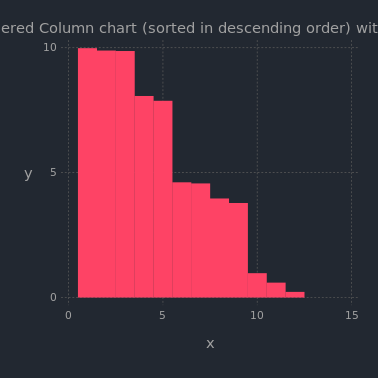 ered Column chart (sorted in descending order) wit
10
y
5
0
0 5 10 15
x